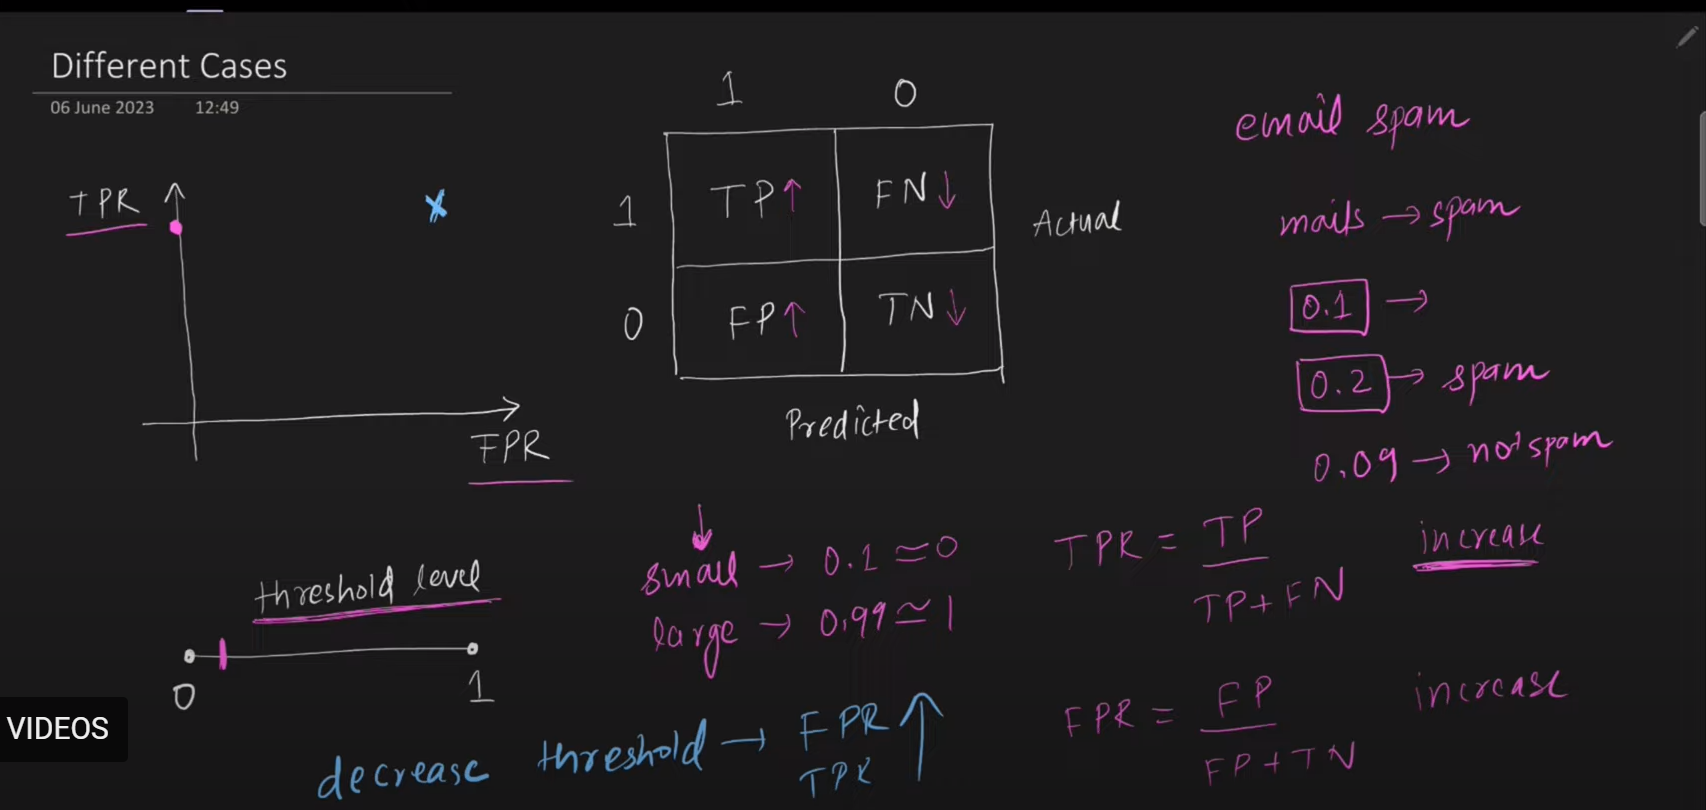 Different Cases
06 June 2023 12:49
1 0
TPR
1 TP↑ FN↓ Actual
0 FP↑ TN↓
Predicted
FPR
email spam
mails → spam
0.1 →
0.2 → spam
0.09 → not spam
threshold level
0 1
small → 0.1 ≃ 0
large → 0.99 ≃ 1
TPR = TP
TP + FN
increase
FPR = FP
FP + TN
increase
decrease threshold → FPR ↑
TPR
VIDEOS